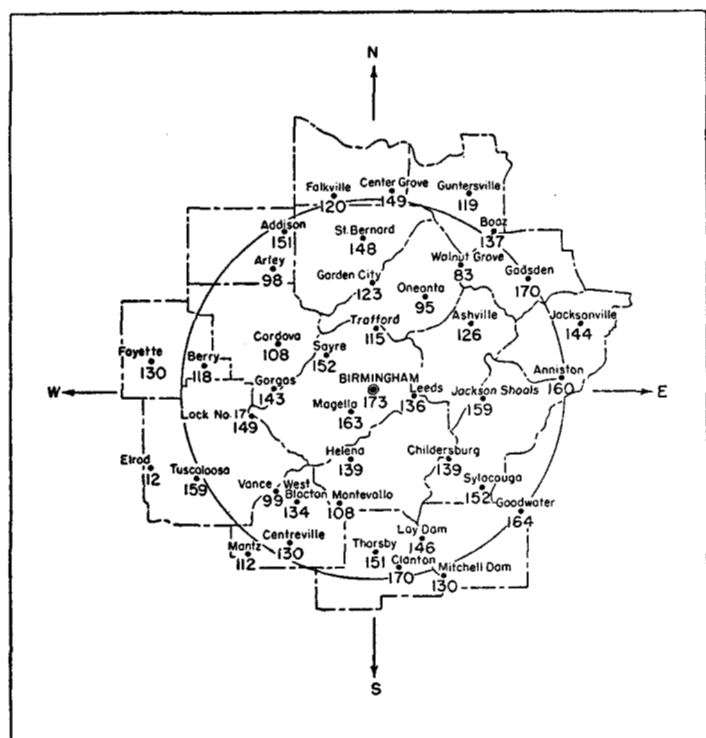 N
Falkville
120
Center Grove
149
Guntersville
119
Addison
151
St. Bernard
148
Boaz
137
Arley
98
Walnut Grove
83
Garden City
123
Gadsden
170
Oneonta
95
Trafford
115
Ashville
126
Jacksonville
144
Cordova
108
Sayre
152
Fayette
130
Berry
118
Anniston
160
W
E
Gorgas
143
BIRMINGHAM
173
Leeds
136
Jackson Shoals
159
Lock No. 17
149
Magella
163
Elrod
112
Tuscaloosa
159
Helena
139
Childersburg
139
Vance
99
West
Blocton
134
Montevallo
108
Sylacauga
152
Goodwater
164
Mantz
112
Centreville
130
Thorsby
151
Lay Dam
146
Clanton
170
Mitchell Dam
130
S